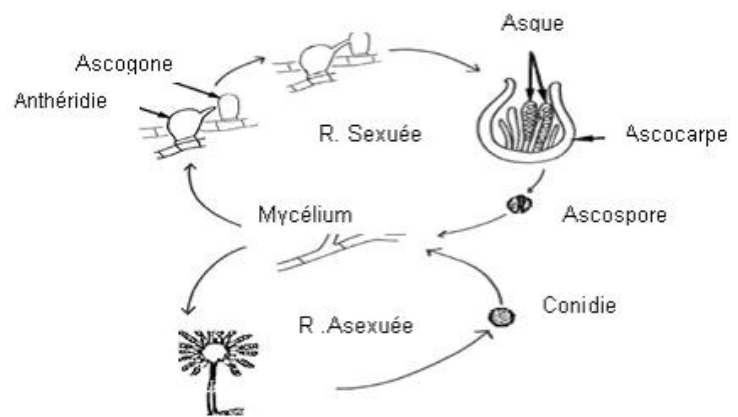 Asque
Ascogone
Anthéridie
R. Sexuée
Ascocarpe
Mycélium
Ascospore
Conidie
R .Asexuée